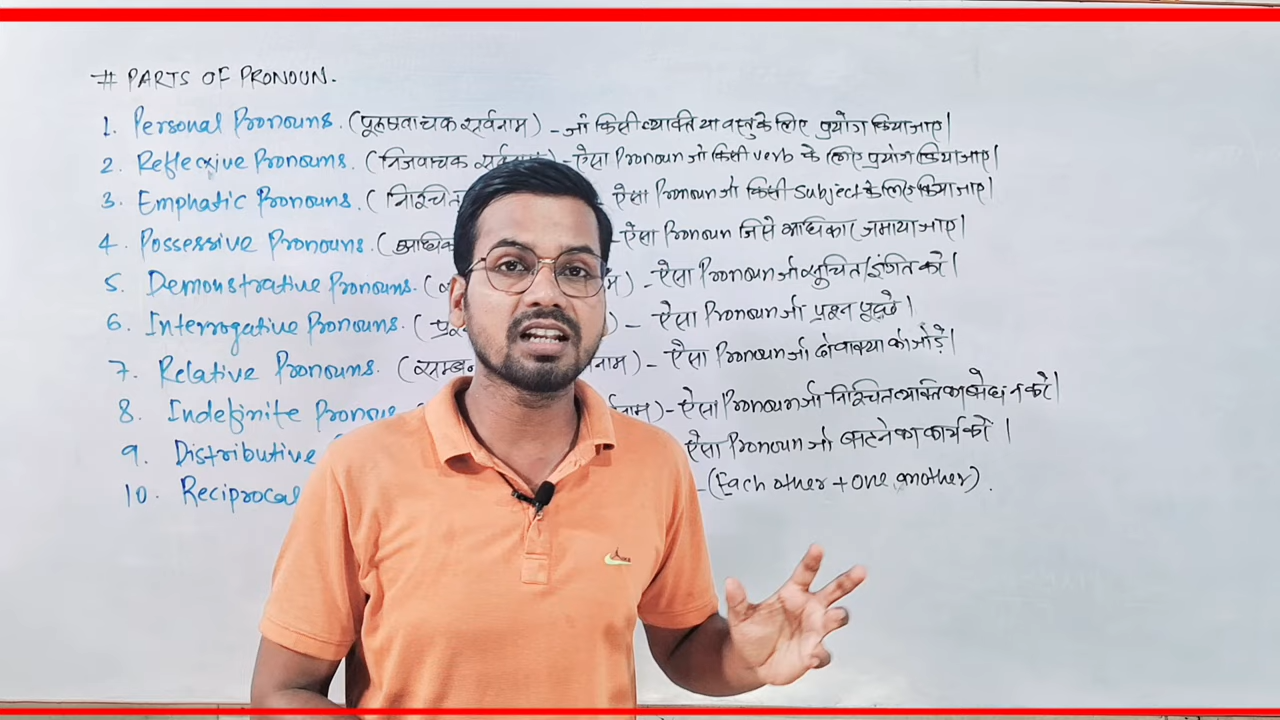 # PARTS OF PRONOUN.
1. Personal Pronouns. (पुरूषवाचक सर्वनाम) - जो किसी व्यक्ति या वस्तु के लिए प्रयोग किया जाए।
2. Reflexive Pronouns. (निजवाचक - ऐसा Pronoun जो किसी verb के लिए प्रयोग किया जाए।
3. Emphatic Pronouns. ( ऐसा Pronoun जो किसी subject के लिए किया जाए।
4. Possessive Pronouns. ( - ऐसा Pronoun जिसे अधिकार जमाया जाए।
5. Demonstrative Pronouns. ( ) - ऐसा Pronoun जो सुचित/इंगित करे।
6. Interrogative Pronouns. ( ) - ऐसा Pronoun जो प्रश्न पुछे।
7. Relative Pronouns. ( ) - ऐसा Pronoun जो दो वाक्यो को जोड़े।
8. Indefinite ) - ऐसा Pronoun जो निश्चित व्यक्ति का बोध न करे।
9. Distributive ऐसा Pronoun जो बाटने का कार्य करे।
10. Reciprocal - (Each other + one another).